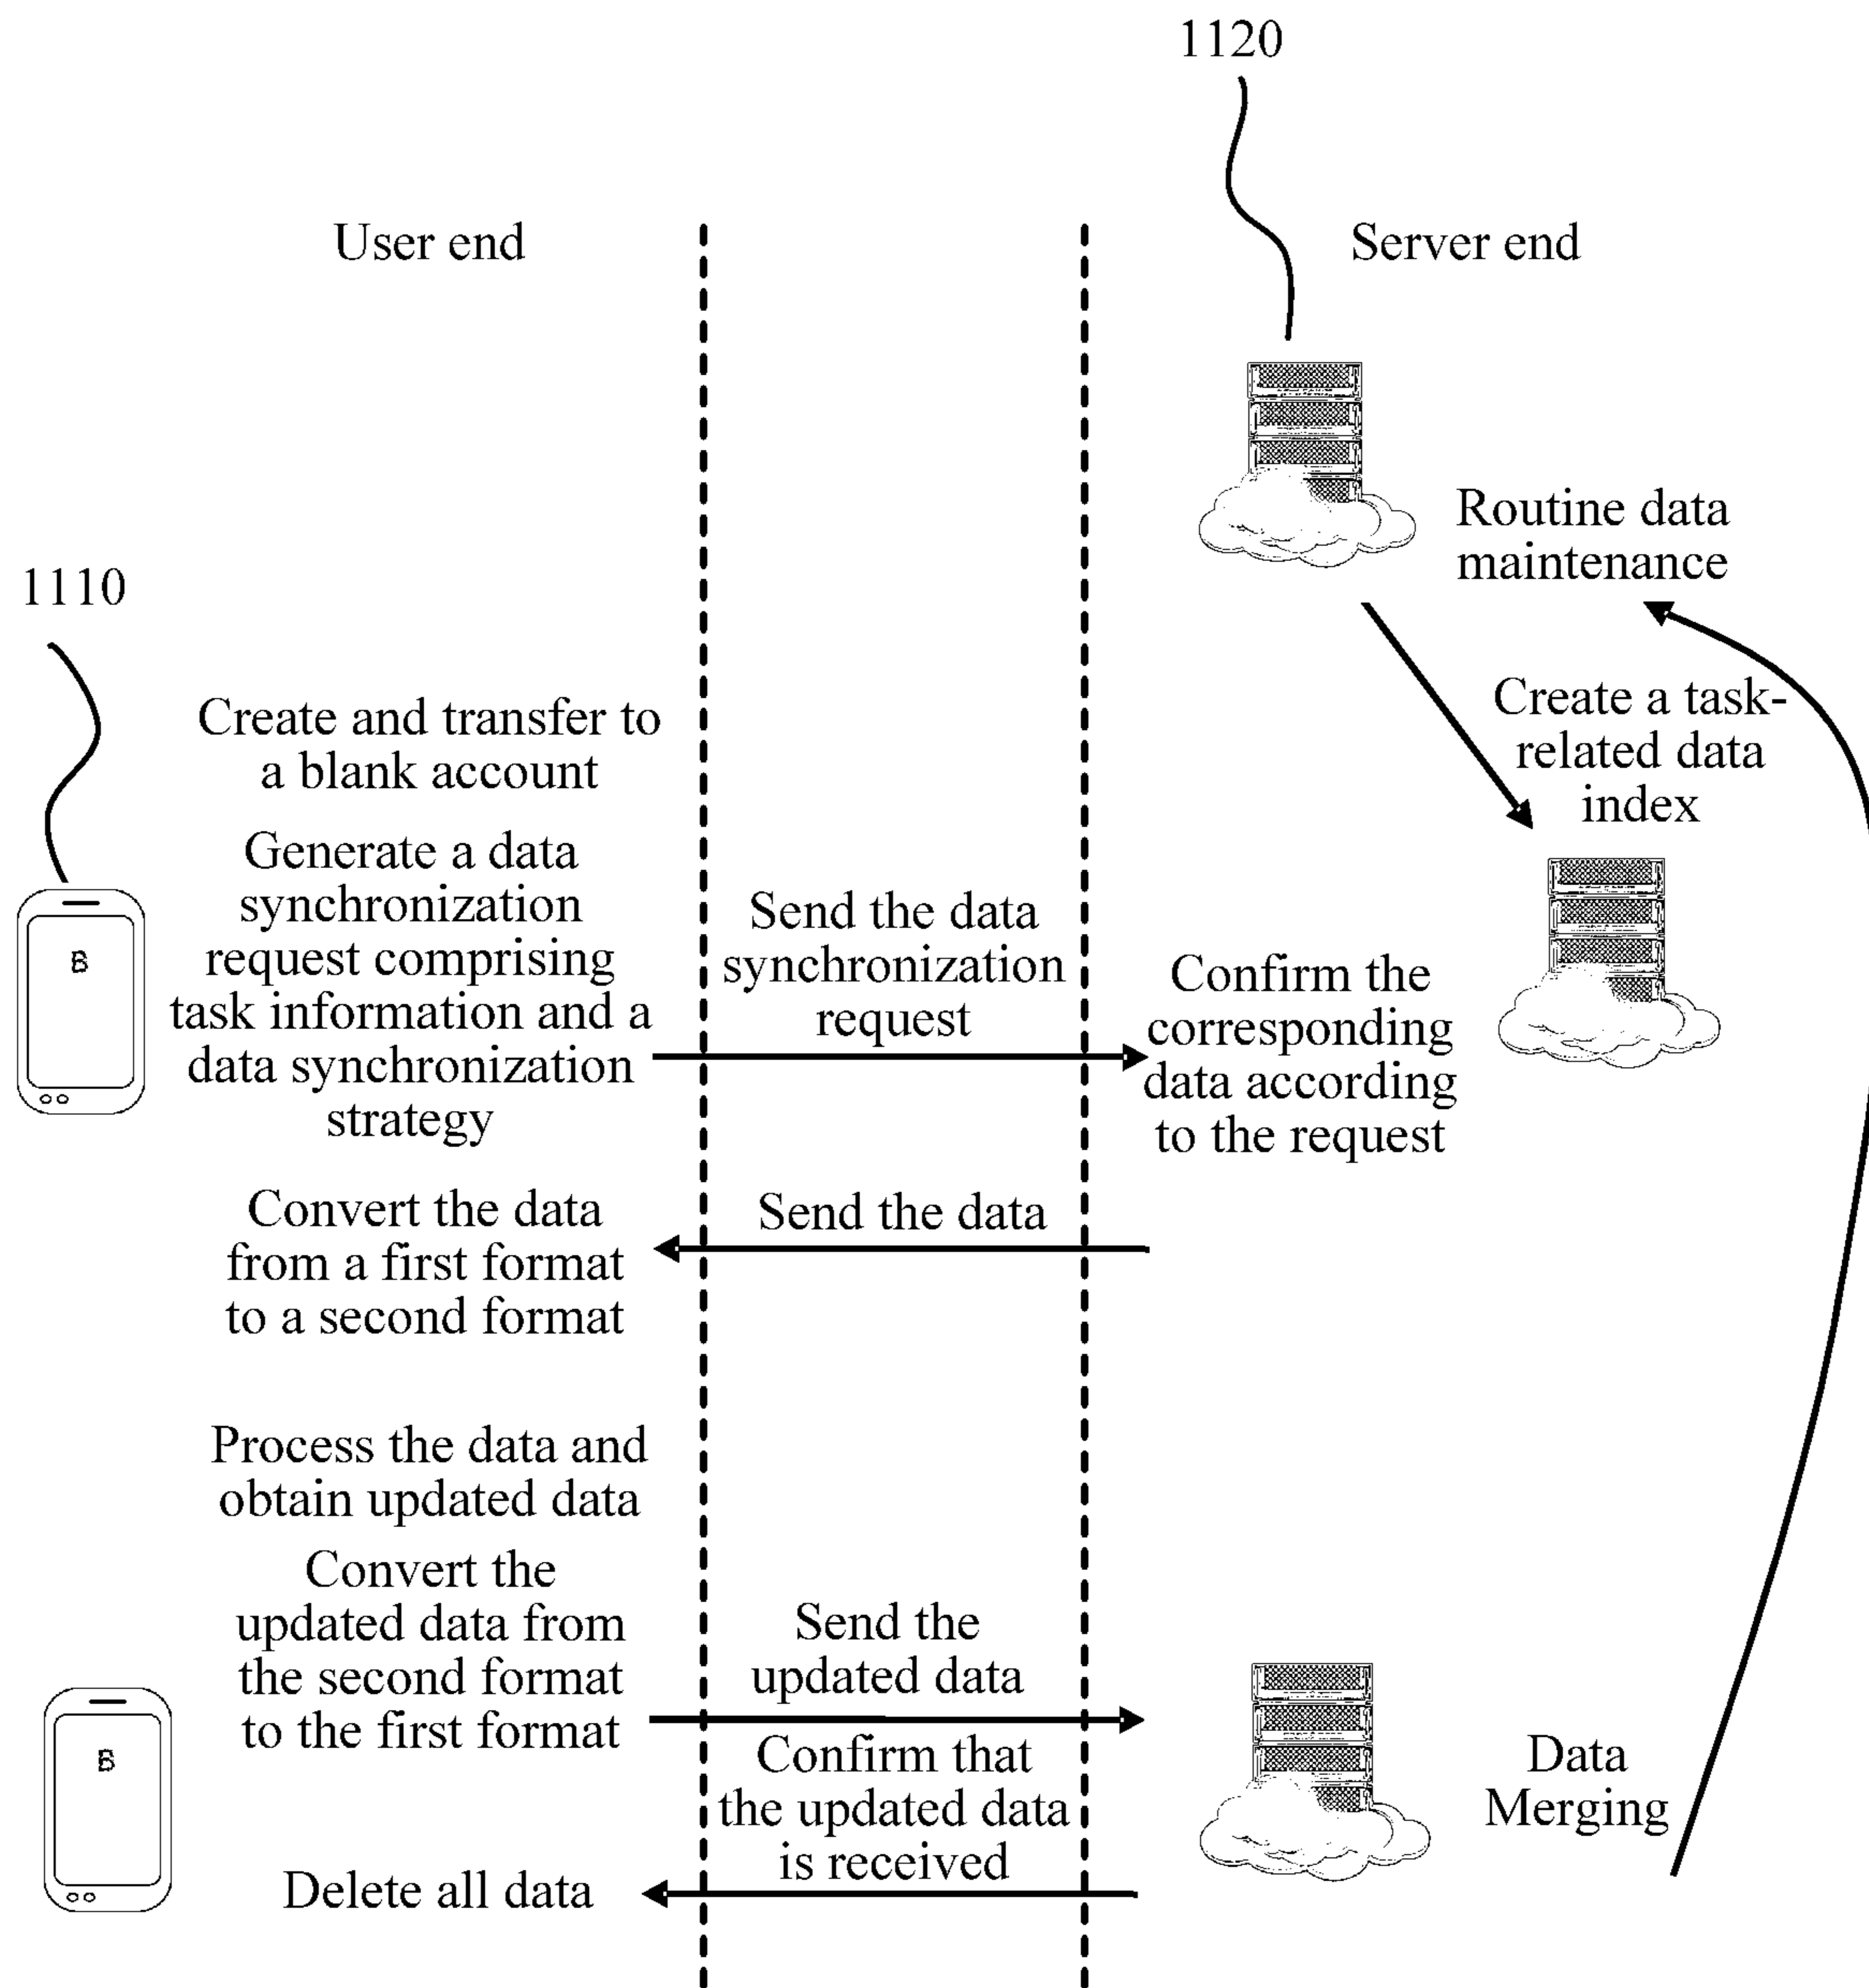 1120
User end
Server end
Routine data
maintenance
1110
Create and transfer to
a blank account
Create a task-
related data
index
Generate a data
synchronization
request comprising
task information and a
data synchronization
strategy
B
Send the data
synchronization
request
Confirm the
corresponding
data according
to the request
Convert the data
from a first format
to a second format
Send the data
Process the data and
obtain updated data
Convert the
updated data from
the second format
to the first format
B
Send the
updated data
Confirm that
the updated data
is received
Data
Merging
Delete all data